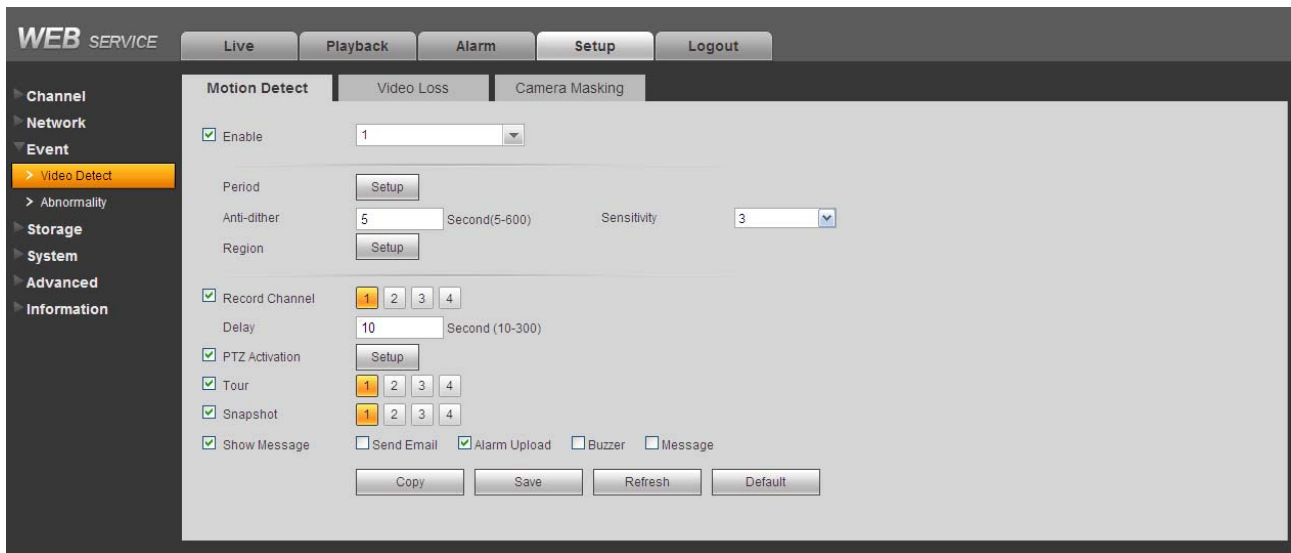 WEB SERVICE
Live Playback Alarm Setup Logout
Motion Detect Video Loss Camera Masking
Channel
Network
Event
> Video Detect
> Abnormality
Storage
System
Advanced
Information
Enable 1
Period Setup
Anti-dither 5 Second(5-600) Sensitivity 3
Region Setup
Record Channel 1 2 3 4
Delay 10 Second (10-300)
PTZ Activation Setup
Tour 1 2 3 4
Snapshot 1 2 3 4
Show Message Send Email Alarm Upload Buzzer Message
Copy Save Refresh Default